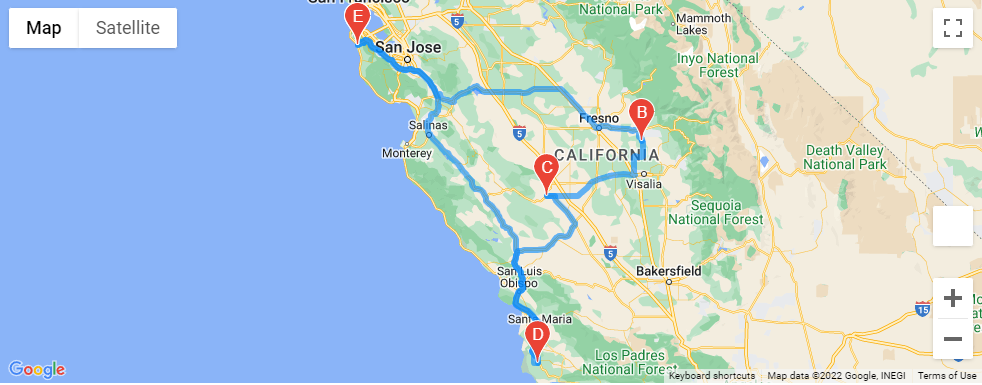 Map
Satellite
San Francisco
E
San Jose
5
National Park
Mammoth
Lakes
Inyo National
Forest
Salinas
Monterey
Fresno
B
5
CALIFORNIA
C
Visalia
Death Valley
National Park
Sequoia
National Forest
5
San Luis
Obispo
Bakersfield
Santa Maria
D
15
Los Padres
National Forest
Google
Keyboard shortcuts
Map data ©2022 Google, INEGI
Terms of Use